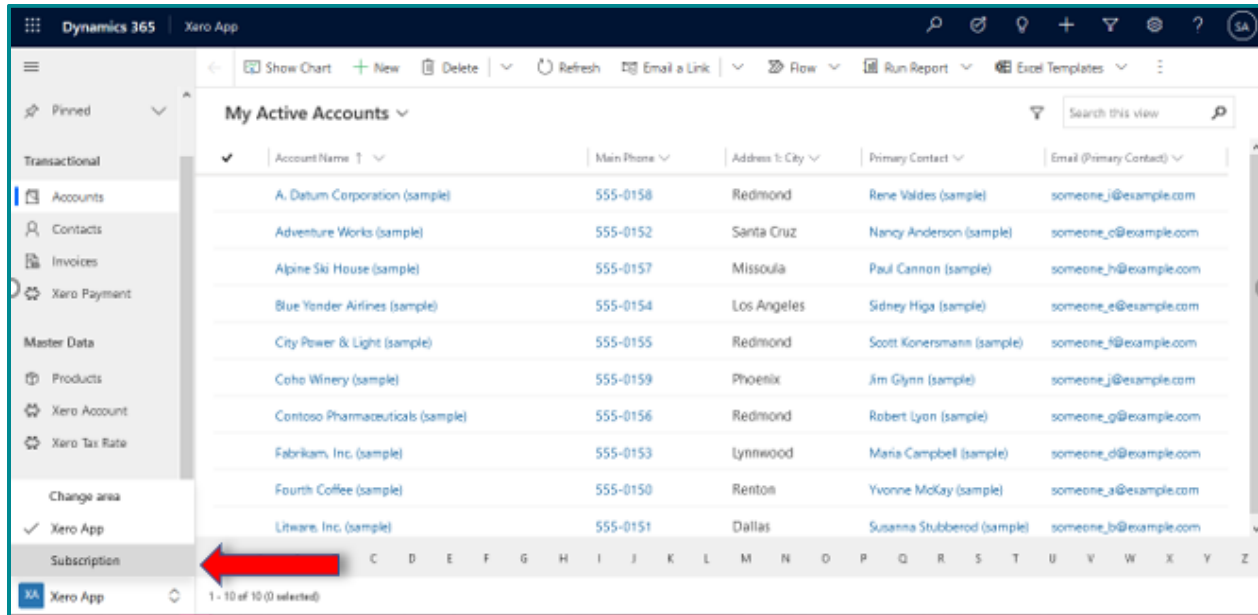 Dynamics 365 Xero App SA
Show Chart New Delete Refresh Email a Link Flow Run Report Excel Templates
Pinned
My Active Accounts
Search this view
Transactional
Account Name Main Phone Address 1: City Primary Contact Email (Primary Contact)
Accounts
A. Datum Corporation (sample) 555-0158 Redmond Rene Valdes (sample) someone_i@example.com
Contacts
Adventure Works (sample) 555-0152 Santa Cruz Nancy Anderson (sample) someone_c@example.com
Invoices
Alpine Ski House (sample) 555-0157 Missoula Paul Cannon (sample) someone_h@example.com
Xero Payment
Blue Yonder Airlines (sample) 555-0154 Los Angeles Sidney Higa (sample) someone_e@example.com
Master Data
City Power & Light (sample) 555-0155 Redmond Scott Konersmann (sample) someone_f@example.com
Products
Coho Winery (sample) 555-0159 Phoenix Jim Glynn (sample) someone_j@example.com
Xero Account
Contoso Pharmaceuticals (sample) 555-0156 Redmond Robert Lyon (sample) someone_g@example.com
Xero Tax Rate
Fabrikam, Inc. (sample) 555-0153 Lynnwood Maria Campbell (sample) someone_d@example.com
Change area
Fourth Coffee (sample) 555-0150 Renton Yvonne McKay (sample) someone_a@example.com
Xero App
Litware, Inc. (sample) 555-0151 Dallas Susanna Stubberod (sample) someone_b@example.com
Subscription
C D E F G H I J K L M N O P Q R S T U V W X Y Z
XA Xero App
1 - 10 of 10 (0 selected)